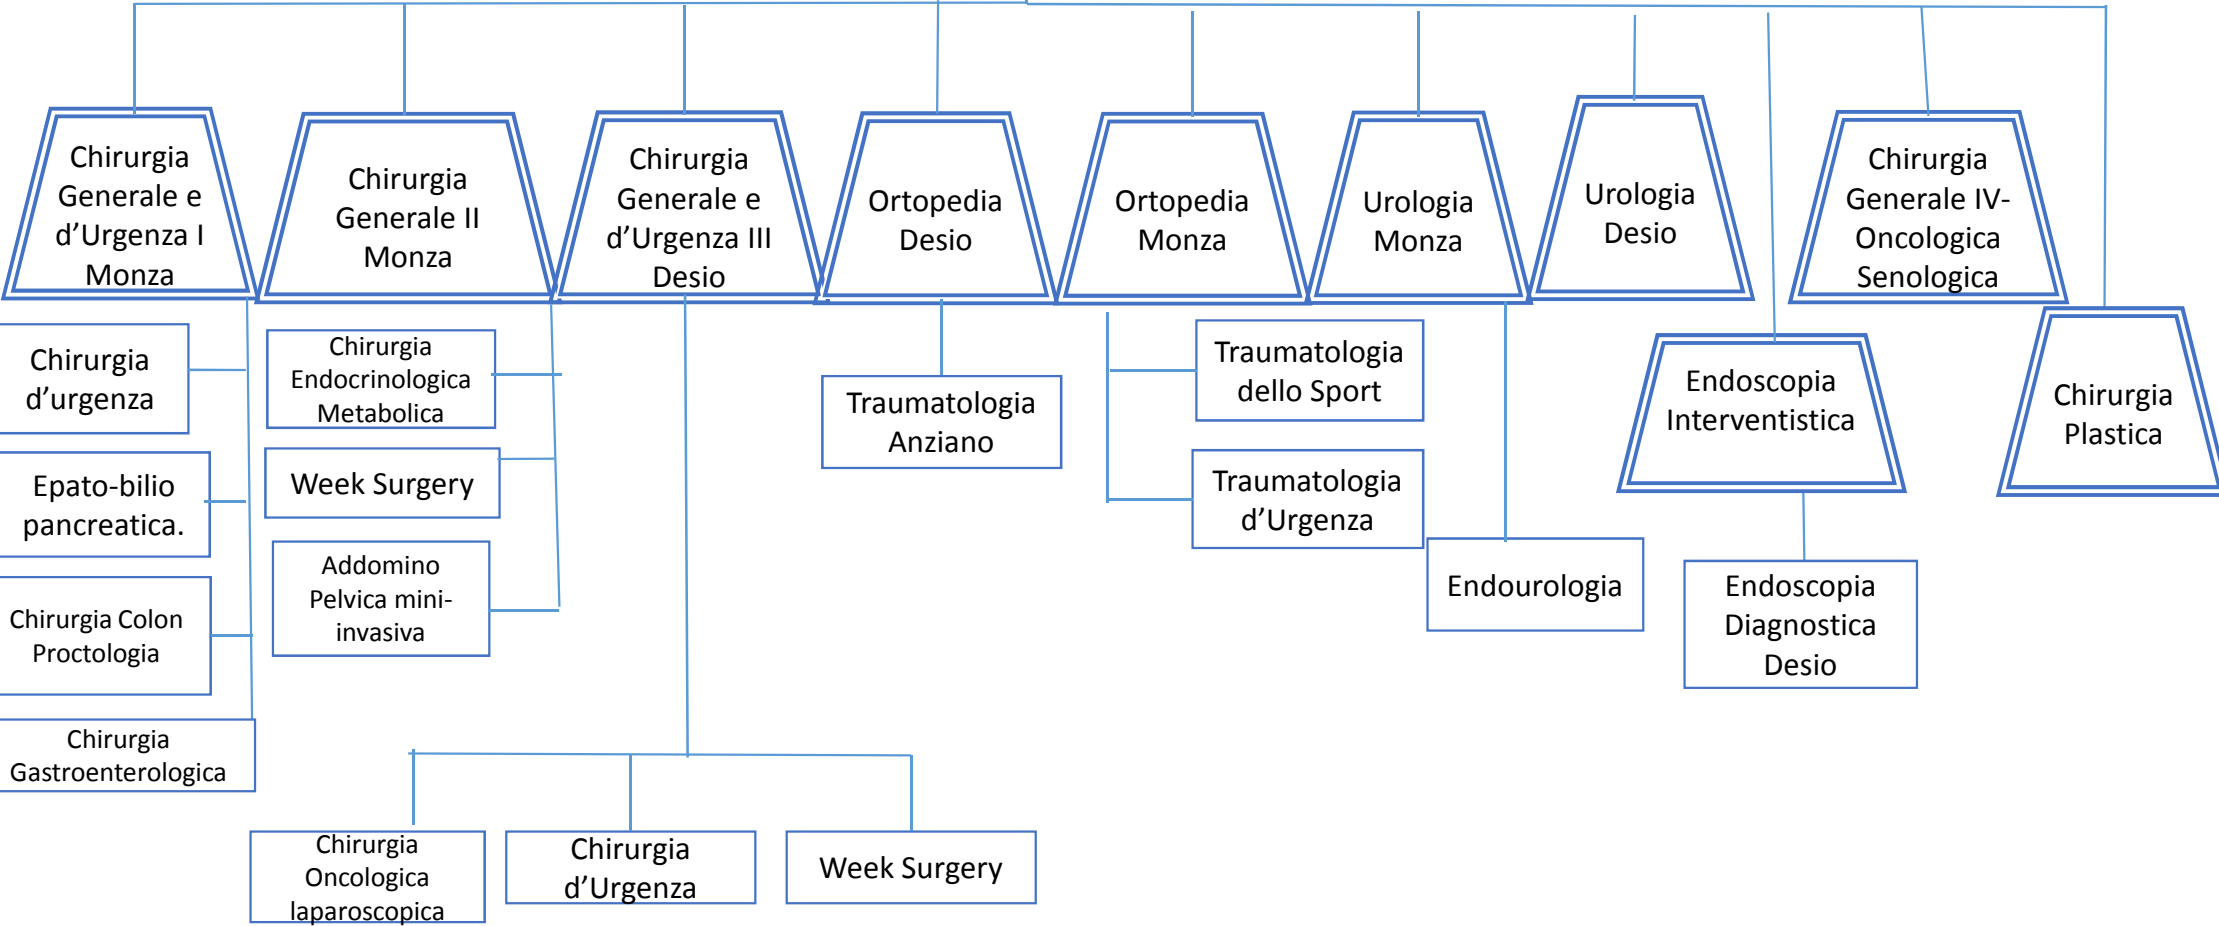 Chirurgia
Generale e
d’Urgenza I
Monza
Chirurgia
Generale II
Monza
Chirurgia
Generale e
d’Urgenza III
Desio
Ortopedia
Desio
Ortopedia
Monza
Urologia
Monza
Urologia
Desio
Chirurgia
Generale IV-
Oncologica
Senologica
Chirurgia
d’urgenza
Epato-bilio
pancreatica.
Chirurgia Colon
Proctologia
Chirurgia
Gastroenterologica
Chirurgia
Endocrinologica
Metabolica
Week Surgery
Addomino
Pelvica mini-
invasiva
Traumatologia
Anziano
Traumatologia
dello Sport
Traumatologia
d’Urgenza
Endourologia
Endoscopia
Interventistica
Endoscopia
Diagnostica
Desio
Chirurgia
Plastica
Chirurgia
Oncologica
laparoscopica
Chirurgia
d’Urgenza
Week Surgery